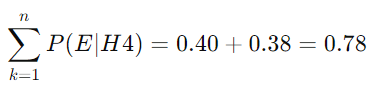 n
∑ P(E|H4) = 0.40 + 0.38 = 0.78
k=1